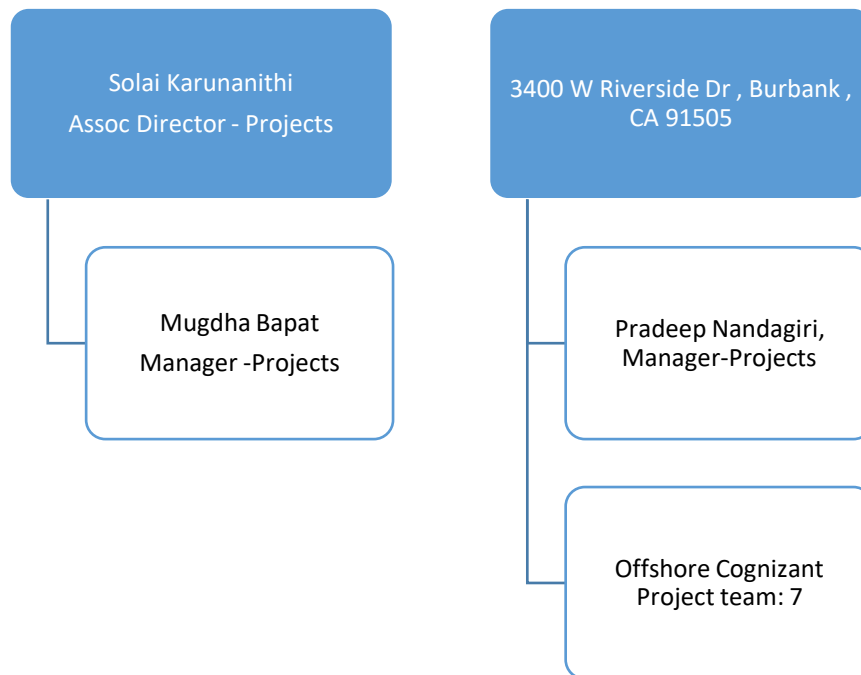 Solai Karunanithi
Assoc Director - Projects
Mugdha Bapat
Manager -Projects
3400 W Riverside Dr , Burbank ,
CA 91505
Pradeep Nandagiri,
Manager-Projects
Offshore Cognizant
Project team: 7